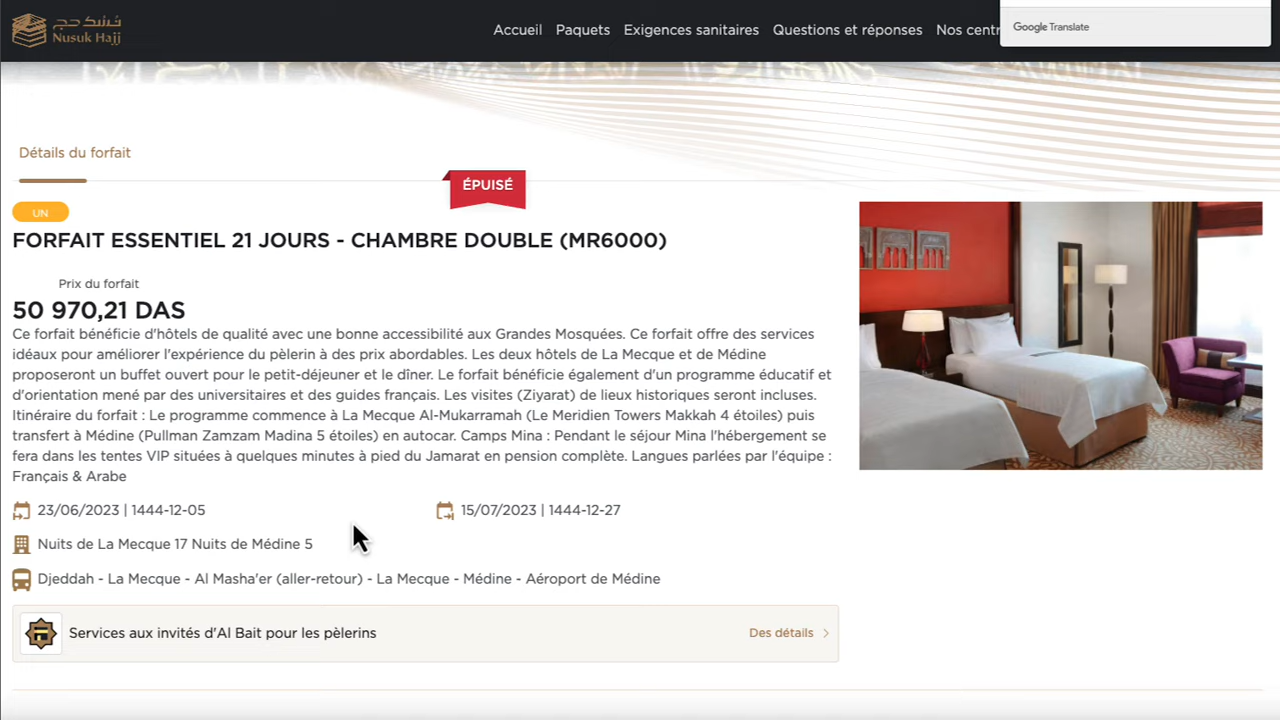 نسك حج
Nusuk Hajj
Accueil Paquets Exigences sanitaires Questions et réponses Nos centr
Google Translate
Détails du forfait
ÉPUISÉ
UN
FORFAIT ESSENTIEL 21 JOURS - CHAMBRE DOUBLE (MR6000)
Prix du forfait
50 970,21 DAS
Ce forfait bénéficie d'hôtels de qualité avec une bonne accessibilité aux Grandes Mosquées. Ce forfait offre des services
idéaux pour améliorer l'expérience du pèlerin à des prix abordables. Les deux hôtels de La Mecque et de Médine
proposeront un buffet ouvert pour le petit-déjeuner et le dîner. Le forfait bénéficie également d'un programme éducatif et
d'orientation mené par des universitaires et des guides français. Les visites (Ziyarat) de lieux historiques seront incluses.
Itinéraire du forfait : Le programme commence à La Mecque Al-Mukarramah (Le Meridien Towers Makkah 4 étoiles) puis
transfert à Médine (Pullman Zamzam Madina 5 étoiles) en autocar. Camps Mina : Pendant le séjour Mina l'hébergement se
fera dans les tentes VIP situées à quelques minutes à pied du Jamarat en pension complète. Langues parlées par l'équipe :
Français & Arabe
23/06/2023 | 1444-12-05 15/07/2023 | 1444-12-27
Nuits de La Mecque 17 Nuits de Médine 5
Djeddah - La Mecque - Al Masha'er (aller-retour) - La Mecque - Médine - Aéroport de Médine
Services aux invités d'Al Bait pour les pèlerins Des détails